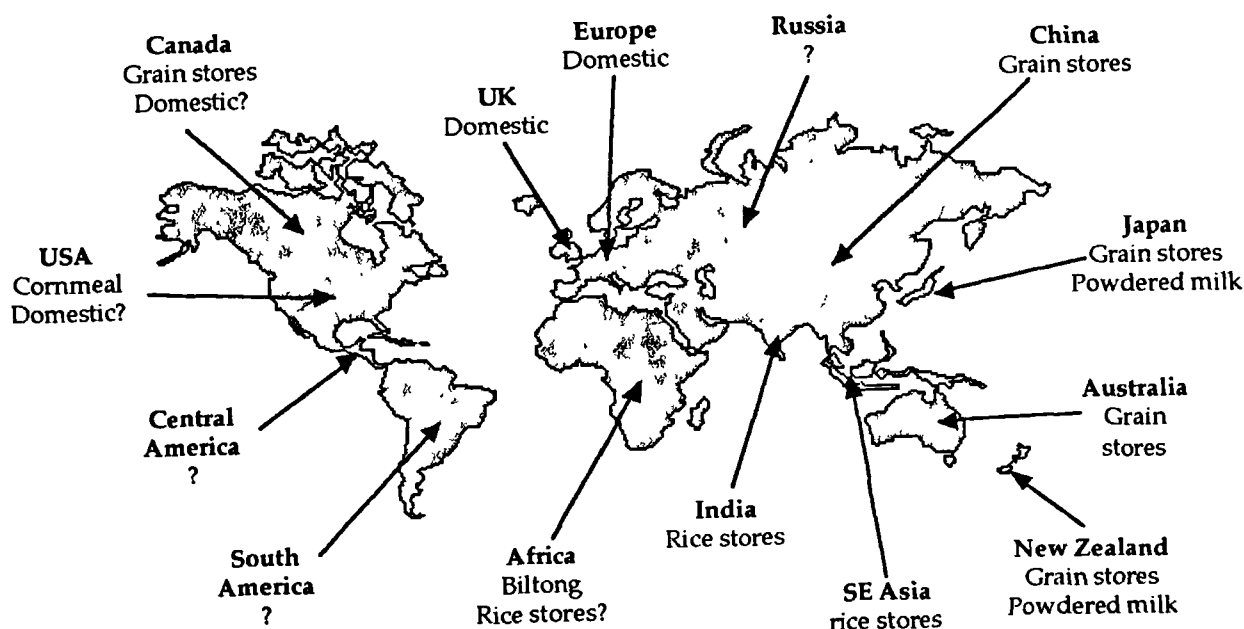 Canada
Grain stores
Domestic?
UK
Domestic
Europe
Domestic
Russia
?
China
Grain stores
USA
Cornmeal
Domestic?
Japan
Grain stores
Powdered milk
Central
America
?
Australia
Grain
stores
South
America
?
Africa
Biltong
Rice stores?
India
Rice stores
SE Asia
rice stores
New Zealand
Grain stores
Powdered milk